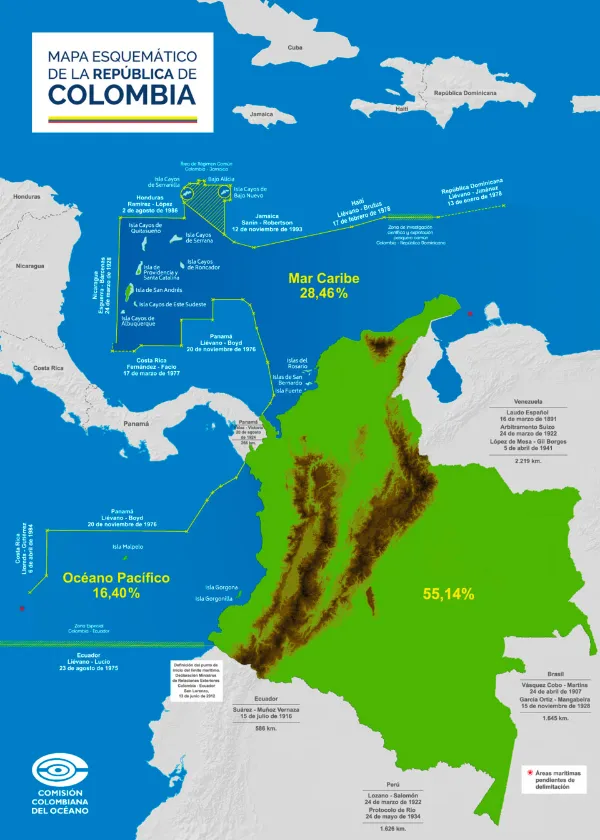 MAPA ESQUEMÁTICO
DE LA REPÚBLICA DE
COLOMBIA
Cuba
Jamaica
Haití
República Dominicana
Honduras
Nicaragua
Costa Rica
Panamá
Área de Régimen Común
Colombia - Jamaica
Isla Cayos
de Serranilla
Bajo Alicia
Isla Cayos de
Bajo Nuevo
Honduras
Ramírez - López
2 de agosto de 1986
Jamaica
Sanín - Robertson
12 de noviembre de 1993
Haití
Liévano - Brutus
17 de febrero de 1978
República Dominicana
Liévano - Jiménez
13 de enero de 1978
Zona de investigación
científica y explotación
pesquera común
Colombia - República Dominicana
Isla Cayos de
Quitasueño
Isla Cayos
de Serrana
Isla Cayos
de Roncador
Isla de
Providencia y
Santa Catalina
Isla de San Andrés
Isla Cayos de Este Sudeste
Isla Cayos de
Albuquerque
Nicaragua
Esguerra - Bárcenas
24 de marzo de 1928
Mar Caribe
28,46%
Panamá
Liévano - Boyd
20 de noviembre de 1976
Costa Rica
Fernández - Facio
17 de marzo de 1977
Islas del
Rosario
Islas de San
Bernardo
Isla Fuerte
Panamá
20 de agosto
de 1924
Venezuela
Laudo Español
16 de marzo de 1891
Arbitramento Suizo
24 de marzo de 1922
López de Mesa - Gil Borges
5 de abril de 1941
2.219 km.
Panamá
Liévano - Boyd
20 de noviembre de 1976
Costa Rica
Lloreda - Gutiérrez
6 de abril de 1984
Isla Malpelo
Océano Pacífico
16,40%
Isla Gorgona
Isla Gorgonilla
55,14%
Zona Especial
Colombia - Ecuador
Ecuador
Liévano - Lucio
23 de agosto de 1975
Definición del punto de
inicio del límite marítimo.
Declaración Ministros
de Relaciones Exteriores
Colombia - Ecuador
San Lorenzo,
13 de junio de 2012
Ecuador
Suárez - Muñoz Vernaza
15 de julio de 1916
586 km.
Brasil
Vásquez Cobo - Martins
24 de abril de 1907
García Ortiz - Mangabeira
15 de noviembre de 1928
1.645 km.
Perú
Lozano - Salomón
24 de marzo de 1922
Protocolo de Río
24 de mayo de 1934
1.626 km.
* Áreas marítimas
pendientes de
delimitación
COMISIÓN
COLOMBIANA
DEL OCÉANO